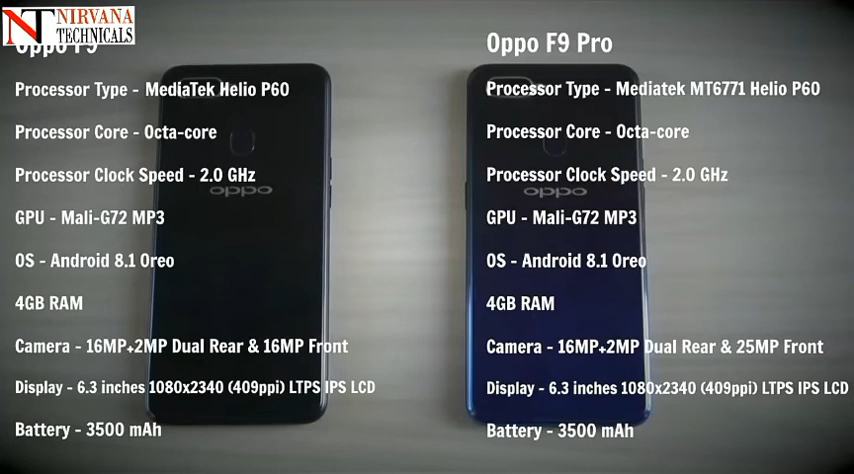 NT NIRVANA
TECHNICALS
Oppo F9
Processor Type - MediaTek Helio P60
Processor Core - Octa-core
Processor Clock Speed - 2.0 GHz
oppo
GPU - Mali-G72 MP3
OS - Android 8.1 Oreo
4GB RAM
Camera - 16MP+2MP Dual Rear & 16MP Front
Display - 6.3 inches 1080x2340 (409ppi) LTPS IPS LCD
Battery - 3500 mAh
Oppo F9 Pro
Processor Type - Mediatek MT6771 Helio P60
Processor Core - Octa-core
Processor Clock Speed - 2.0 GHz
oppo
GPU - Mali-G72 MP3
OS - Android 8.1 Oreo
4GB RAM
Camera - 16MP+2MP Dual Rear & 25MP Front
Display - 6.3 inches 1080x2340 (409ppi) LTPS IPS LCD
Battery - 3500 mAh